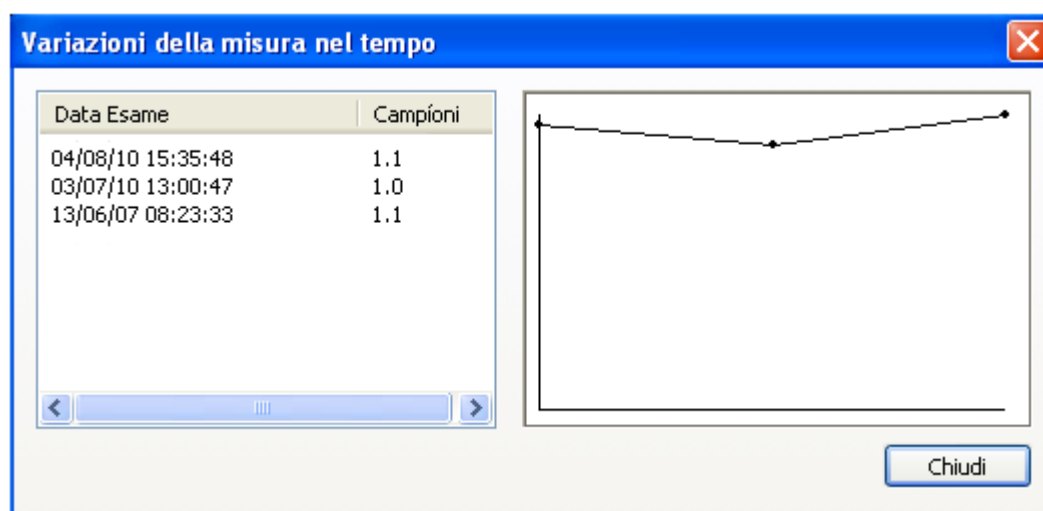 Variazioni della misura nel tempo
Data Esame Campíoni
04/08/10 15:35:48 1.1
03/07/10 13:00:47 1.0
13/06/07 08:23:33 1.1
Chiudi